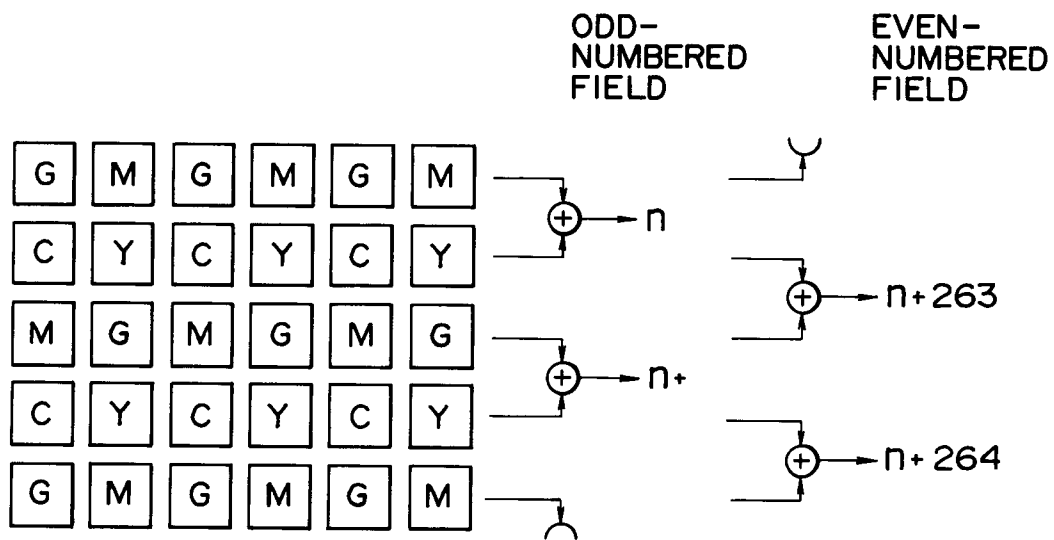 ODD-
NUMBERED
FIELD
EVEN-
NUMBERED
FIELD
G M G M G M
C Y C Y C Y
M G M G M G
C Y C Y C Y
G M G M G M
+ n
+ n+263
+ n+
+ n+264